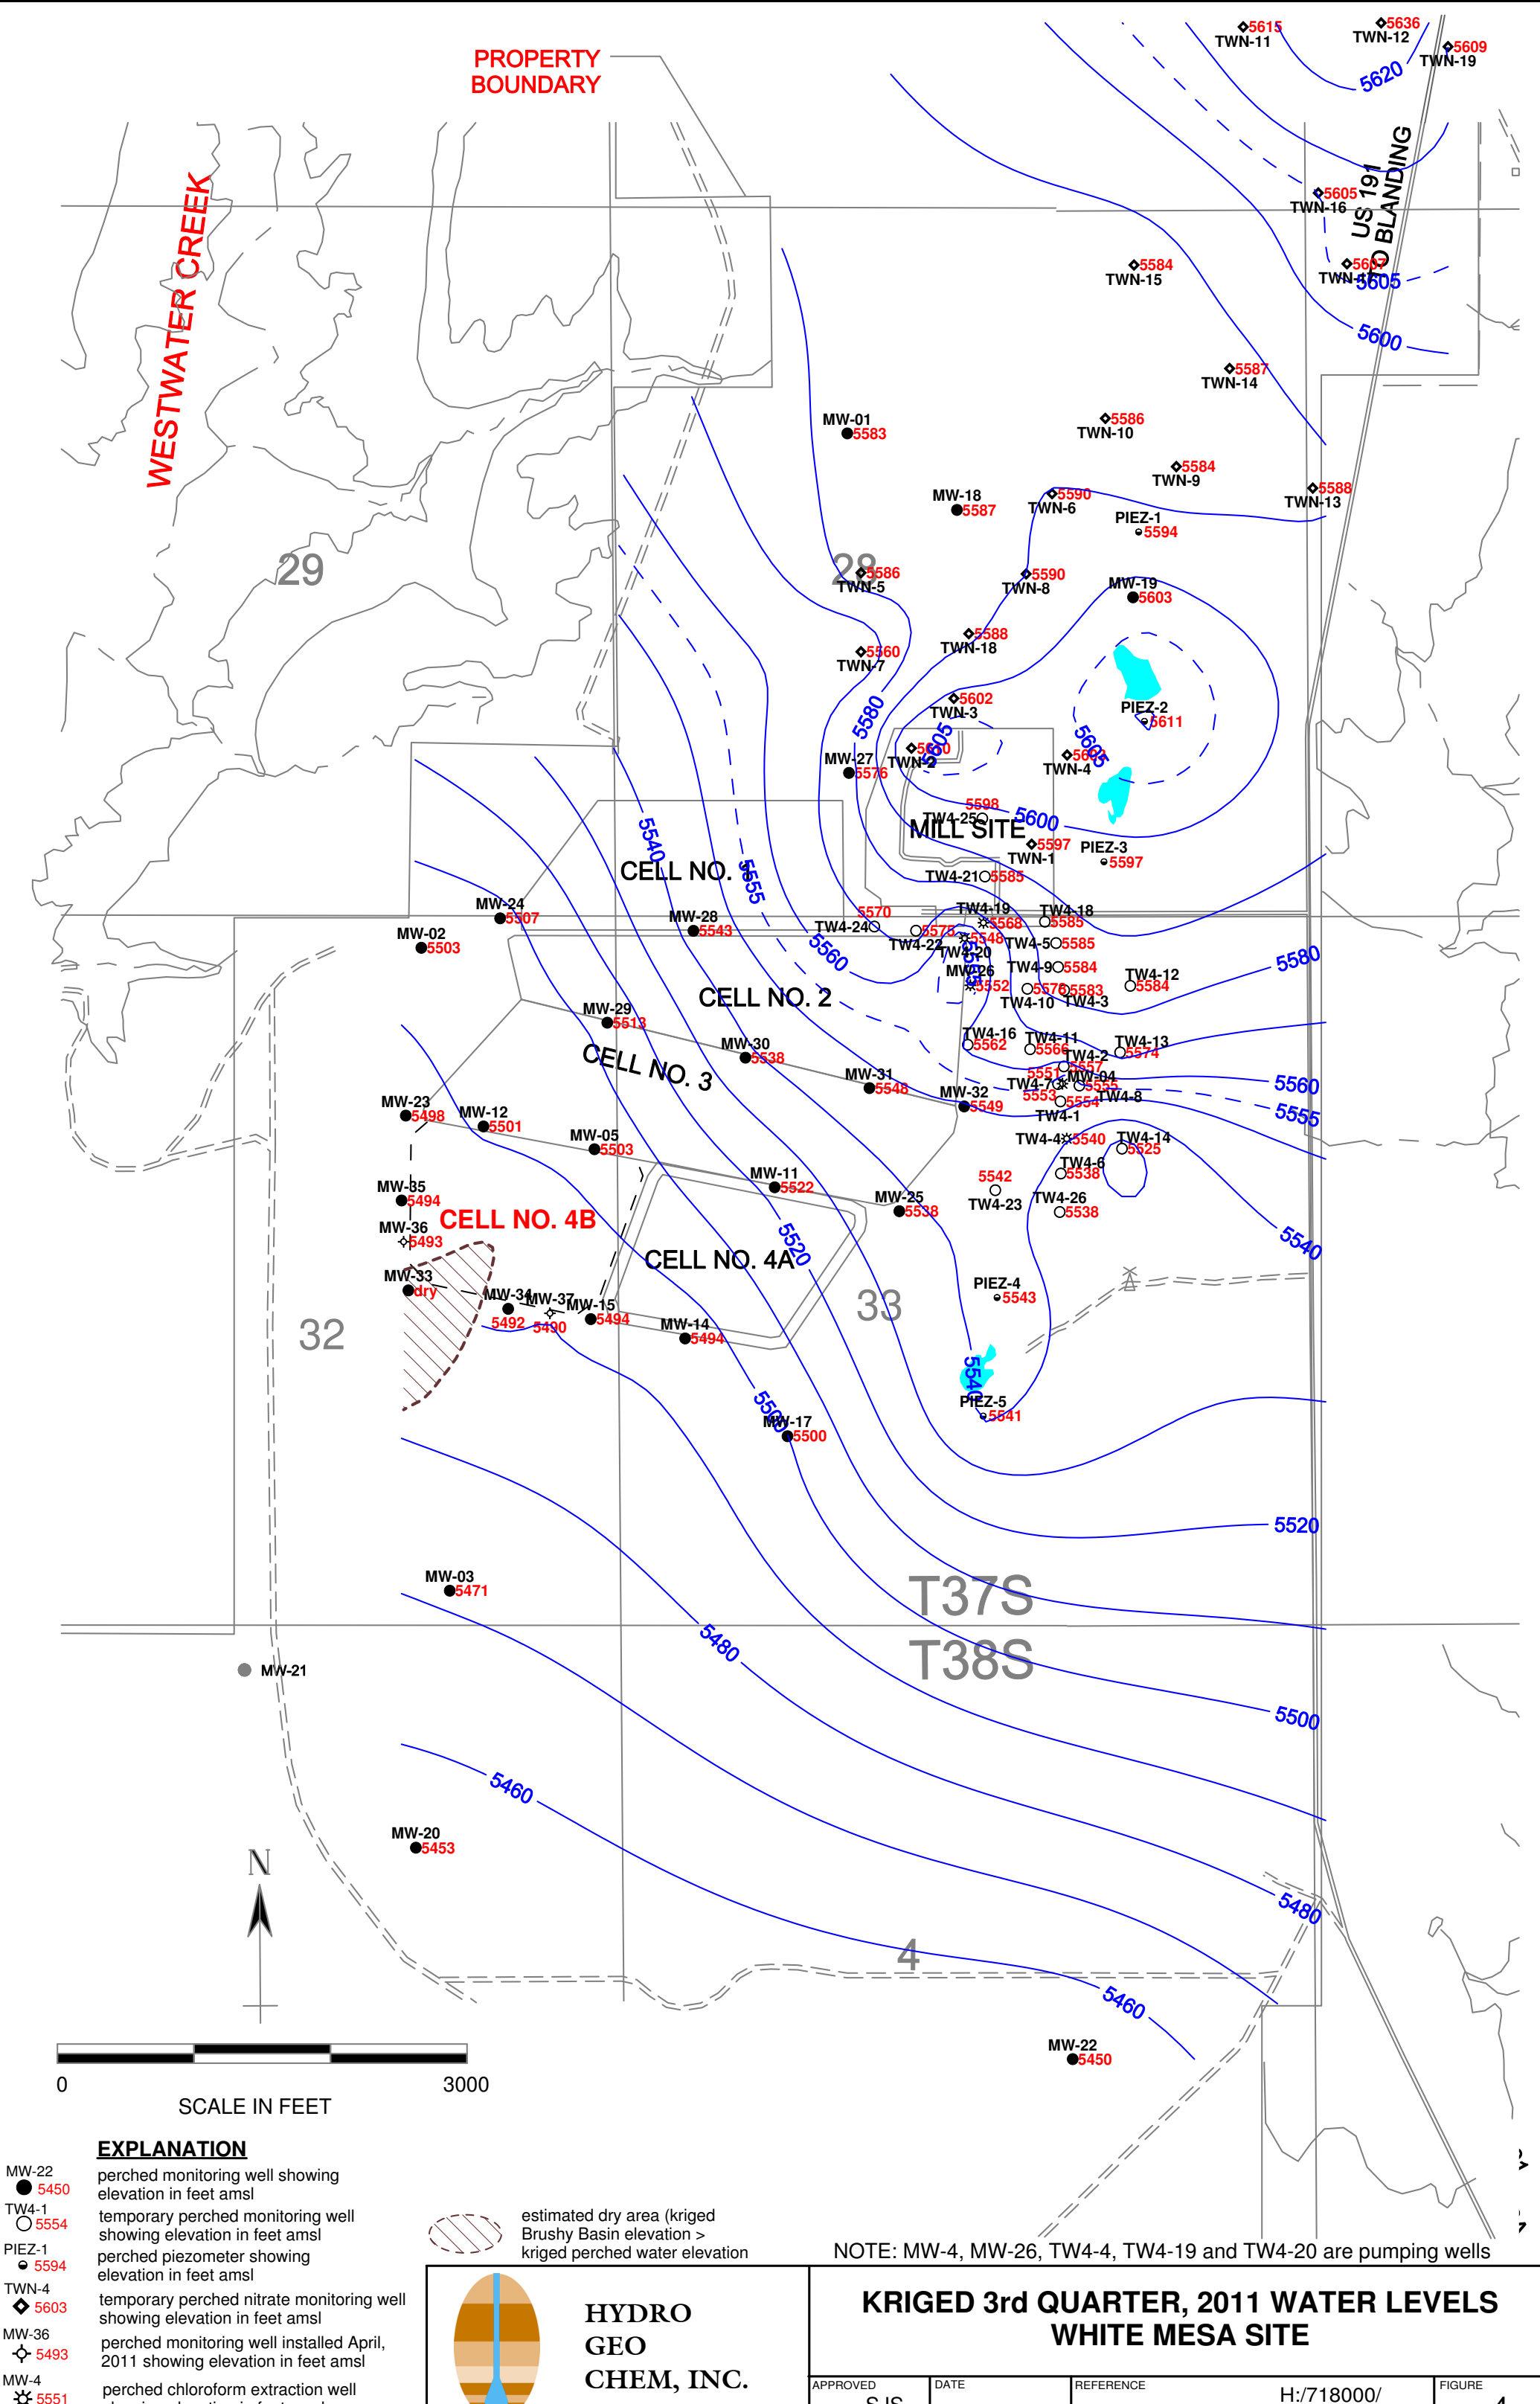 PROPERTY
BOUNDARY
WESTWATER CREEK
5615
TWN-11
5636
TWN-12
5609
TWN-19
5620
US 191
TO BLANDING
5605
TWN-16
5607
5605
5600
5584
TWN-15
5587
TWN-14
MW-01
5583
5586
TWN-10
5584
TWN-9
5588
TWN-13
MW-18
5587
5590
TWN-6
PIEZ-1
5594
29
28
5586
TWN-5
5590
TWN-8
MW-19
5603
5588
TWN-18
5560
TWN-7
5602
TWN-3
PIEZ-2
5611
5580
5605
5605
TWN-2
TWN-4
MW-27
5576
5598
TW4-25
5600
MILL SITE
5597
TWN-1
PIEZ-3
5597
TW4-21
5585
5540
5555
CELL NO.
MW-24
5507
MW-02
5503
MW-28
5543
5570
TW4-24
5575
TW4-22
TW4-19
5568
5548
TW4-20
TW4-18
5585
TW4-5
5585
5560
MW-26
5552
TW4-9
5584
TW4-10
5583
TW4-3
TW4-12
5584
5580
CELL NO. 2
MW-29
5513
MW-30
5538
CELL NO. 3
MW-31
5548
MW-32
5549
TW4-16
5562
TW4-11
5566
TW4-13
5574
TW4-2
5557
5551
MW-04
5555
TW4-7
5553
5554
TW4-8
TW4-1
5560
5555
MW-23
5498
MW-12
5501
MW-05
5503
TW4-4
5540
TW4-14
5525
TW4-6
5538
MW-11
5522
MW-25
5538
5542
TW4-23
TW4-26
5538
MW-35
5494
MW-36
5493
CELL NO. 4B
5520
5540
CELL NO. 4A
MW-33
dry
MW-34
5492
MW-37
5490
MW-15
5494
MW-14
5494
PIEZ-4
5543
33
32
5540
PIEZ-5
5541
5500
MW-17
5500
5520
MW-03
5471
T37S
T38S
5480
MW-21
5500
5460
MW-20
5453
N
5480
4
5460
MW-22
5450
0 3000
SCALE IN FEET
EXPLANATION
MW-22
5450
perched monitoring well showing
elevation in feet amsl
TW4-1
5554
temporary perched monitoring well
showing elevation in feet amsl
PIEZ-1
5594
perched piezometer showing
elevation in feet amsl
TWN-4
5603
temporary perched nitrate monitoring well
showing elevation in feet amsl
MW-36
5493
perched monitoring well installed April,
2011 showing elevation in feet amsl
MW-4
5551
perched chloroform extraction well
estimated dry area (kriged
Brushy Basin elevation >
kriged perched water elevation
NOTE: MW-4, MW-26, TW4-4, TW4-19 and TW4-20 are pumping wells
HYDRO
GEO
CHEM, INC.
KRIGED 3rd QUARTER, 2011 WATER LEVELS
WHITE MESA SITE
APPROVED
SJS
DATE
REFERENCE
H:/718000/
FIGURE